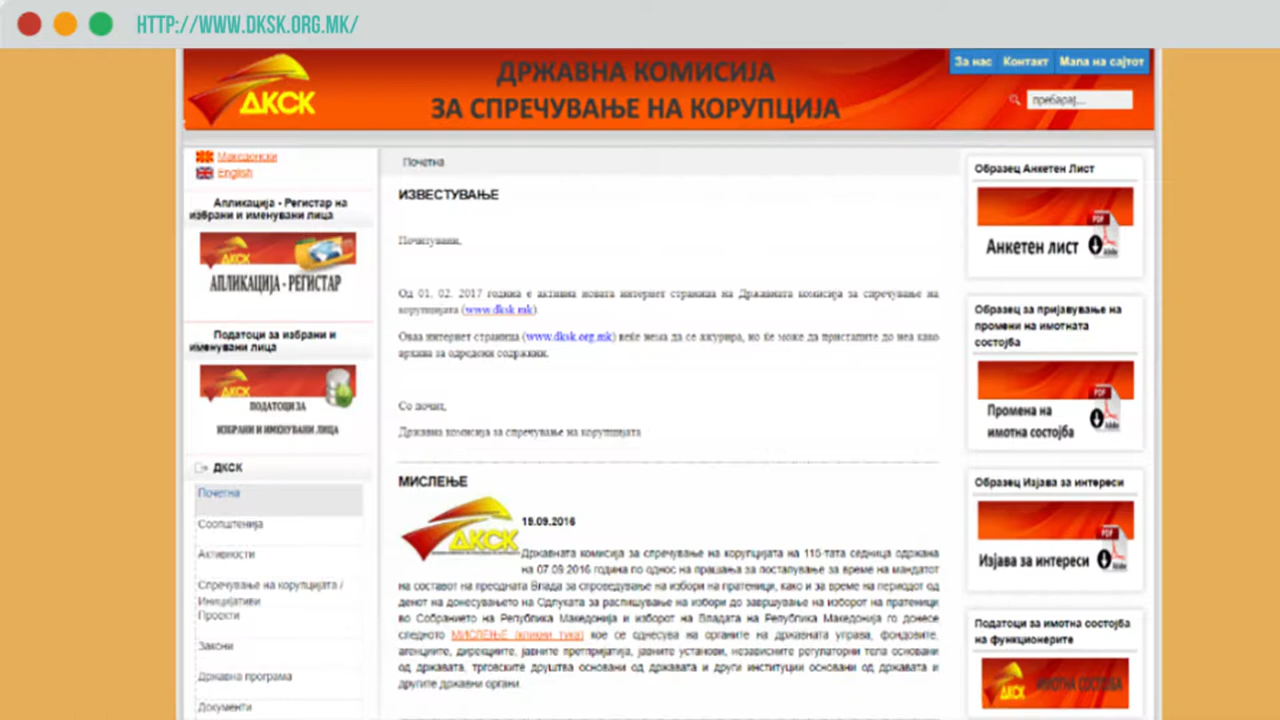 HTTP://WWW.DKSK.ORG.MK/
ДКСК
ДРЖАВНА КОМИСИЈА
ЗА СПРЕЧУВАЊЕ НА КОРУПЦИЈА
За нас
Контакт
Мапа на сајтот
пребарај...
Македонски
English
Апликација - Регистар на
избрани и именувани лица
ДКСК
АПЛИКАЦИЈА - РЕГИСТАР
Податоци за избрани и
именувани лица
ДКСК
ПОДАТОЦИ ЗА
ИЗБРАНИ И ИМЕНУВАНИ ЛИЦА
ДКСК
Почетна
Соопштенија
Активности
Спречување на корупцијата /
Иницијативи
Проекти
Закони
Државна програма
Документи
Почетна
ИЗВЕСТУВАЊЕ
Почитувани,
Од 01. 02. 2017 година е активна новата интернет страница на Државната комисија за спречување на
корупцијата (www.dksk.mk).
Оваа интернет страница (www.dksk.org.mk) веќе нема да се ажурира, но ќе може да пристапите до неа како
архива за одредени содржини.
Со почит,
Државна комисија за спречување на корупцијата
МИСЛЕЊЕ
ДКСК
19.09.2016
Државната комисија за спречување на корупцијата на 115-тата седница одржана
на 07.09.2016 година по однос на прашања за постапување за време на мандатот
на составот на преодната Влада за спроведување на избори на пратеници, како и за време на периодот од
денот на донесувањето на Одлуката за распишување на избори до завршување на изборот на пратеници
во Собранието на Република Македонија и изборот на Владата на Република Македонија го донесе
следното МИСЛЕЊЕ (кликни тука) кое се однесува на органите на државната управа, фондовите,
агенциите, дирекциите, јавните претпријатија, јавните установи, независните регулаторни тела основани
од државата, трговските друштва основани од државата и други институции основани од државата и
другите државни органи.
Образец Анкетен Лист
PDF
Анкетен лист
Adobe
Образец за пријавување на
промени на имотната
состојба
PDF
Промена на
имотна состојба
Adobe
Образец Изјава за интереси
PDF
Изјава за интереси
Adobe
Податоци за имотна состојба
на функционерите
ДКСК
ИМОТНА СОСТОЈБА